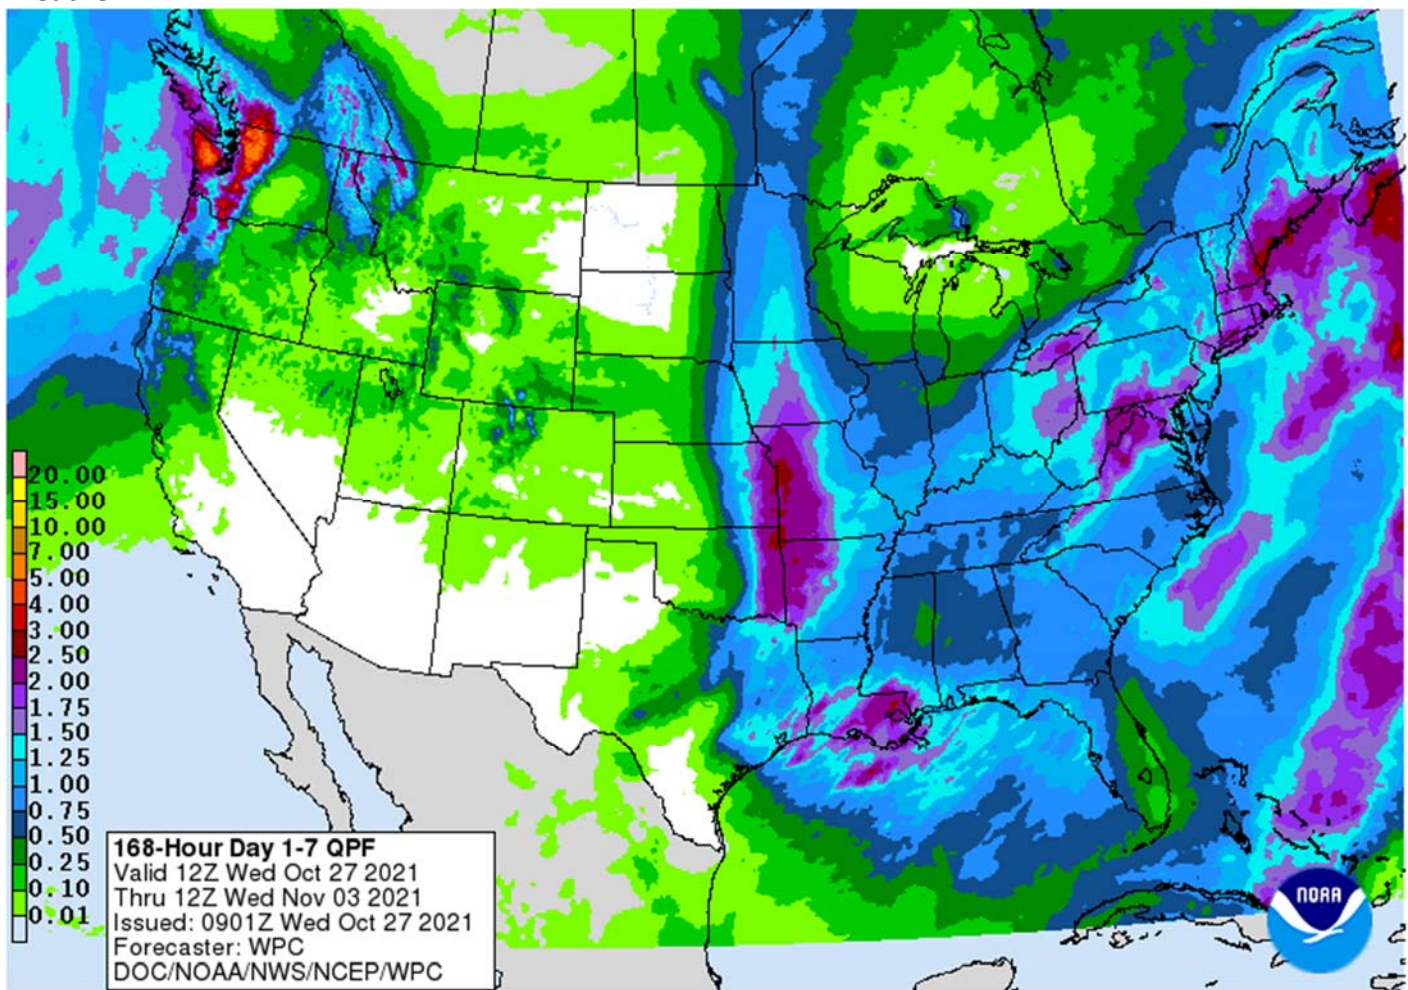 20.00
15.00
10.00
7.00
5.00
4.00
3.00
2.50
2.00
1.75
1.50
1.25
1.00
0.75
0.50
0.25
0.10
0.01
168-Hour Day 1-7 QPF
Valid 12Z Wed Oct 27 2021
Thru 12Z Wed Nov 03 2021
Issued: 0901Z Wed Oct 27 2021
Forecaster: WPC
DOC/NOAA/NWS/NCEP/WPC
NOAA